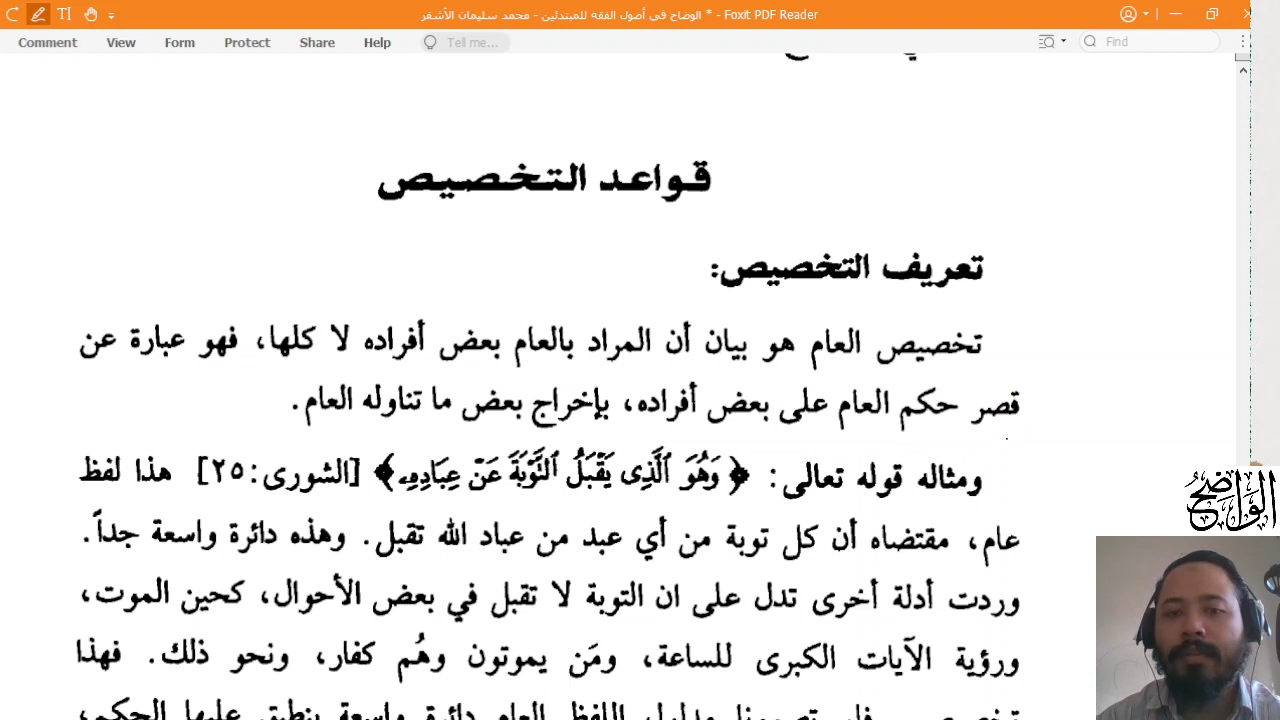 الوضاح في أصول الفقه للمبتدئين - محمد سليمان الأشقر * - Foxit PDF Reader
Comment View Form Protect Share Help Tell me... Find
قواعد التخصيص
تعريف التخصيص:
تخصيص العام هو بيان أن المراد بالعام بعض أفراده لا كلها، فهو عبارة عن
قصر حكم العام على بعض أفراده، بإخراج بعض ما تناوله العام.
ومثاله قوله تعالى: ﴿وَهُوَ ٱلَّذِى يَقْبَلُ ٱلتَّوْبَةَ عَنْ عِبَادِهِۦ﴾ [الشورى:٢٥] هذا لفظ
عام، مقتضاه أن كل توبة من أي عبد من عباد الله تقبل. وهذه دائرة واسعة جداً.
وردت أدلة أخرى تدل على ان التوبة لا تقبل في بعض الأحوال، كحين الموت،
ورؤية الآيات الكبرى للساعة، ومَن يموتون وهُم كفار، ونحو ذلك. فهذا
الواضح